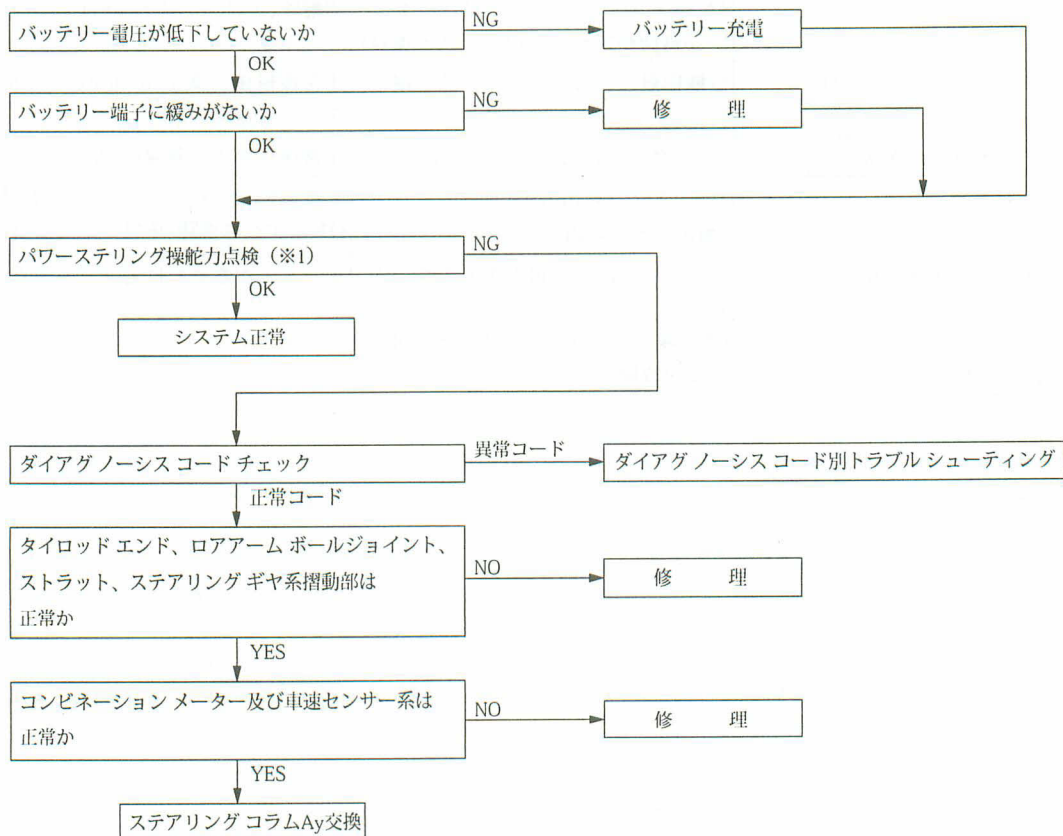 バッテリー電圧が低下していないか
NG
バッテリー充電
OK
バッテリー端子に緩みがないか
NG
修 理
OK
パワーステリング操舵力点検（※1）
NG
OK
システム正常
ダイアグ ノーシス コード チェック
異常コード
ダイアグ ノーシス コード別トラブル シューティング
正常コード
タイロッド エンド、ロアアーム ボールジョイント、
ストラット、ステアリング ギヤ系摺動部は
正常か
NO
修 理
YES
コンビネーション メーター及び車速センサー系は
正常か
NO
修 理
YES
ステアリング コラムAy交換